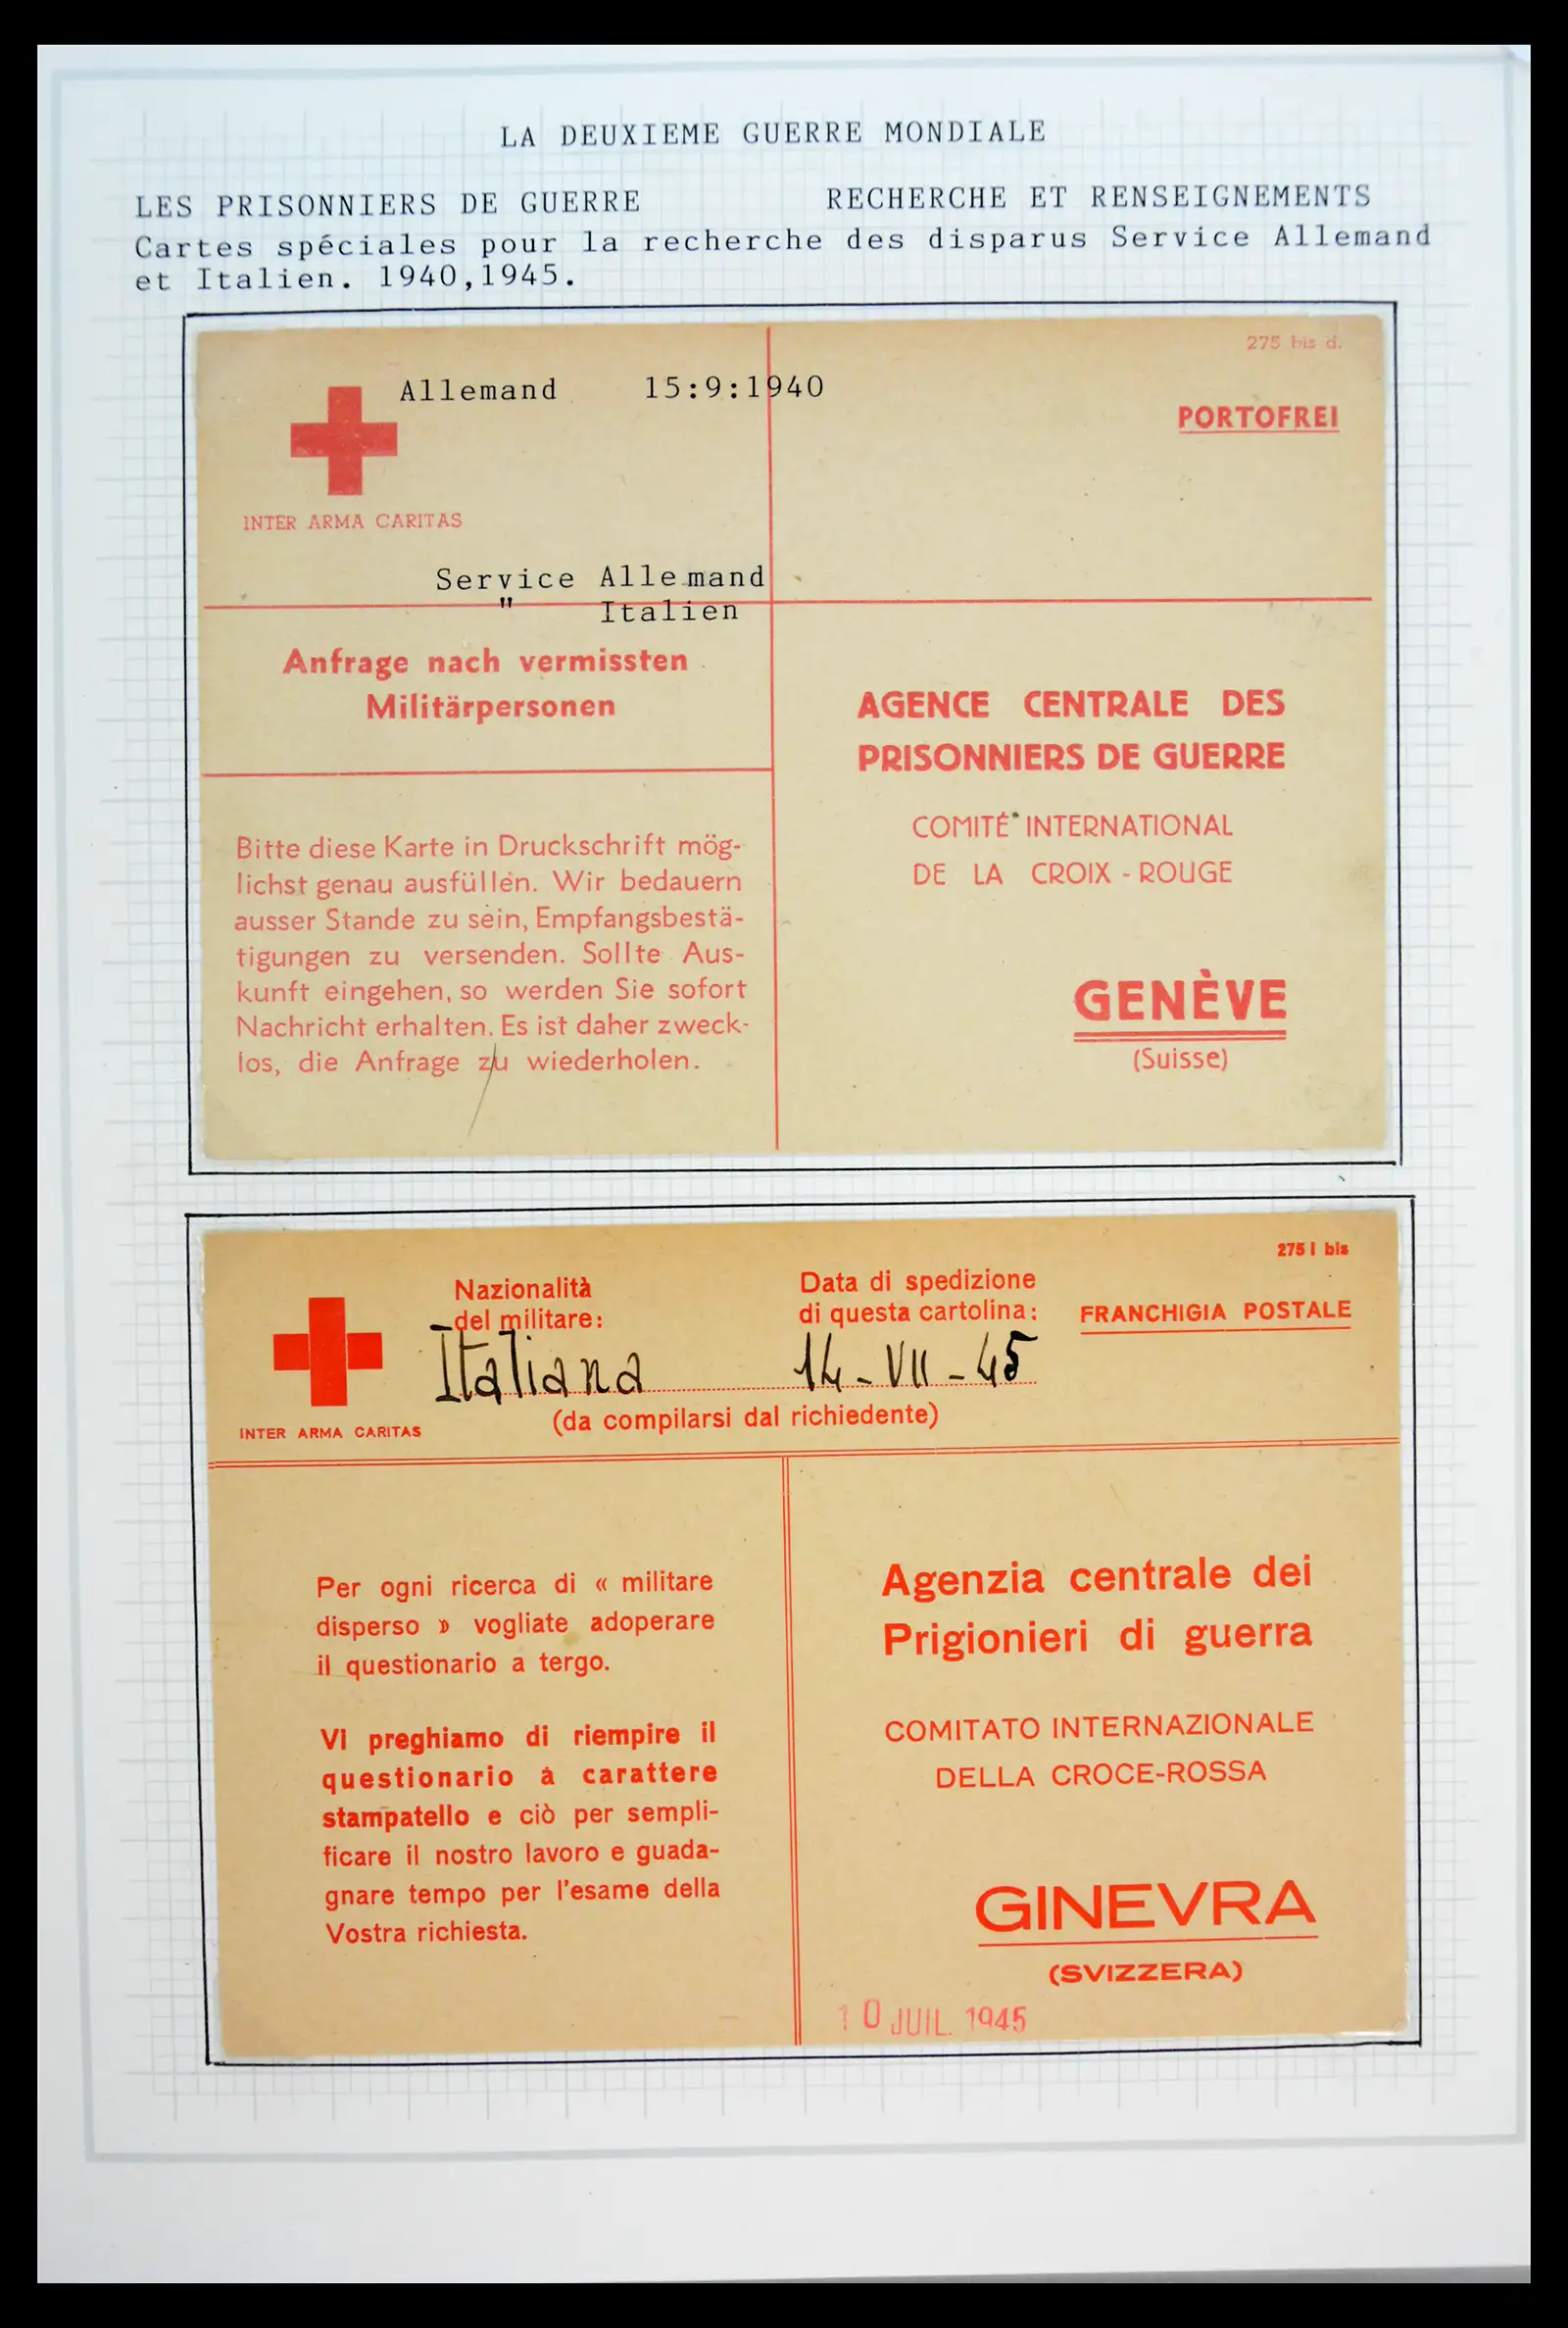 LA DEUXIEME GUERRE MONDIALE
LES PRISONNIERS DE GUERRE RECHERCHE ET RENSEIGNEMENTS
Cartes spéciales pour la recherche des disparus Service Allemand
et Italien. 1940,1945.
275 bis d.
Allemand 15:9:1940
PORTOFREI
INTER ARMA CARITAS
Service Allemand
" Italien
Anfrage nach vermissten
Militärpersonen
Bitte diese Karte in Druckschrift mög-
lichst genau ausfüllen. Wir bedauern
ausser Stande zu sein, Empfangsbestä-
tigungen zu versenden. Sollte Aus-
kunft eingehen, so werden Sie sofort
Nachricht erhalten. Es ist daher zweck-
los, die Anfrage zu wiederholen.
AGENCE CENTRALE DES
PRISONNIERS DE GUERRE
COMITÉ INTERNATIONAL
DE LA CROIX-ROUGE
GENÈVE
(Suisse)
275 I bis
Nazionalità
del militare:
Italiana
Data di spedizione
di questa cartolina:
14-VII-45
FRANCHIGIA POSTALE
(da compilarsi dal richiedente)
INTER ARMA CARITAS
Per ogni ricerca di « militare
disperso » vogliate adoperare
il questionario a tergo.
Vi preghiamo di riempire il
questionario à carattere
stampatello e ciò per sempli-
ficare il nostro lavoro e guada-
gnare tempo per l'esame della
Vostra richiesta.
Agenzia centrale dei
Prigionieri di guerra
COMITATO INTERNAZIONALE
DELLA CROCE-ROSSA
GINEVRA
(SVIZZERA)
10 JUIL. 1945